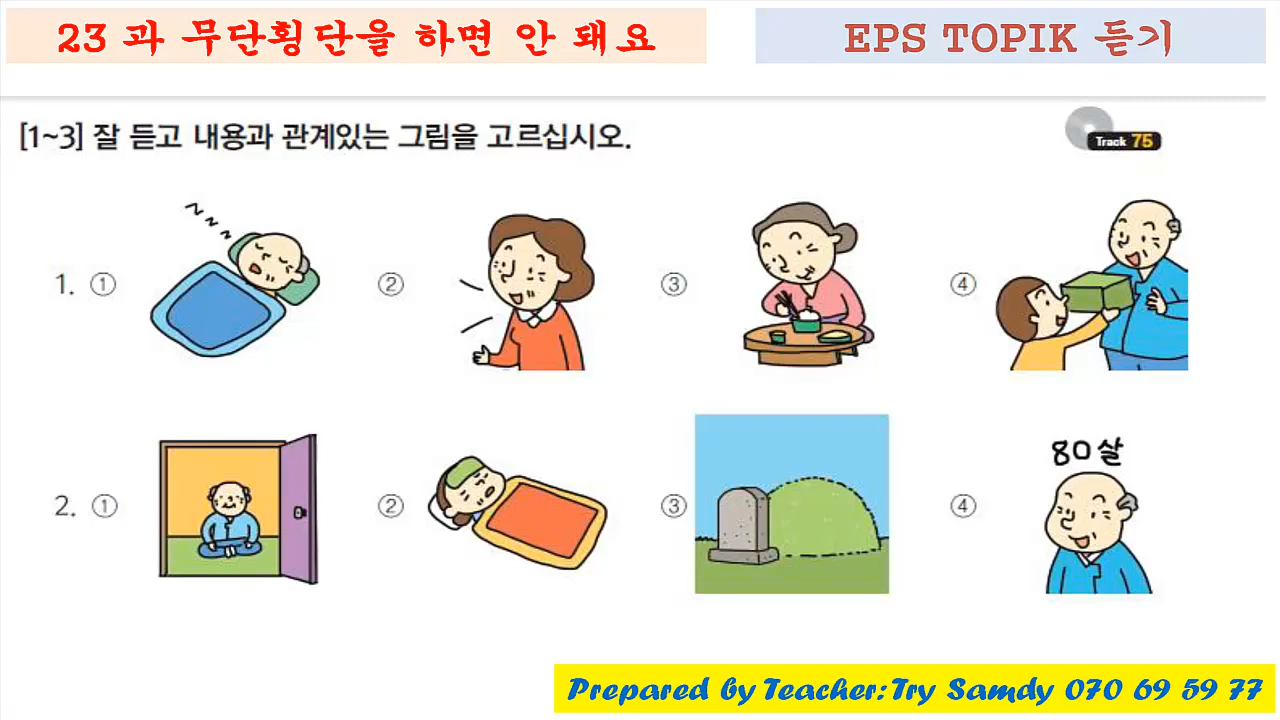 23 과 무단횡단을 하면 안 돼요
EPS TOPIK 듣기
[1~3] 잘 듣고 내용과 관계있는 그림을 고르십시오.
Track 75
z z z z
1. ① ② ③ ④
80살
2. ① ② ③ ④
Prepared by Teacher: Try Samdy 070 69 59 77